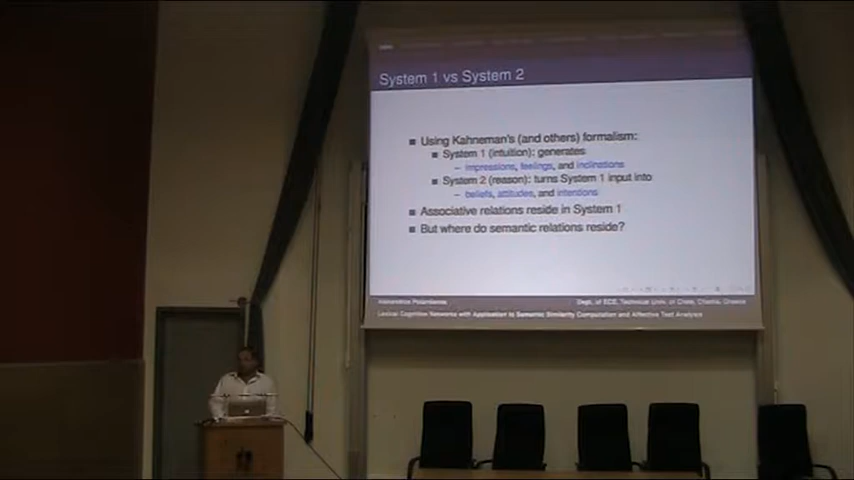 System 1 vs System 2
Using Kahneman's (and others) formalism:
System 1 (intuition): generates
– impressions, feelings, and inclinations
System 2 (reason): turns System 1 input into
– beliefs, attitudes, and intentions
Associative relations reside in System 1
But where do semantic relations reside?
Alexandros Potamianos
Dept. of ECE, Technical Univ. of Crete, Chania, Greece
Lexical Cognitive Networks with Application to Semantic Similarity Computation and Affective Text Analysis